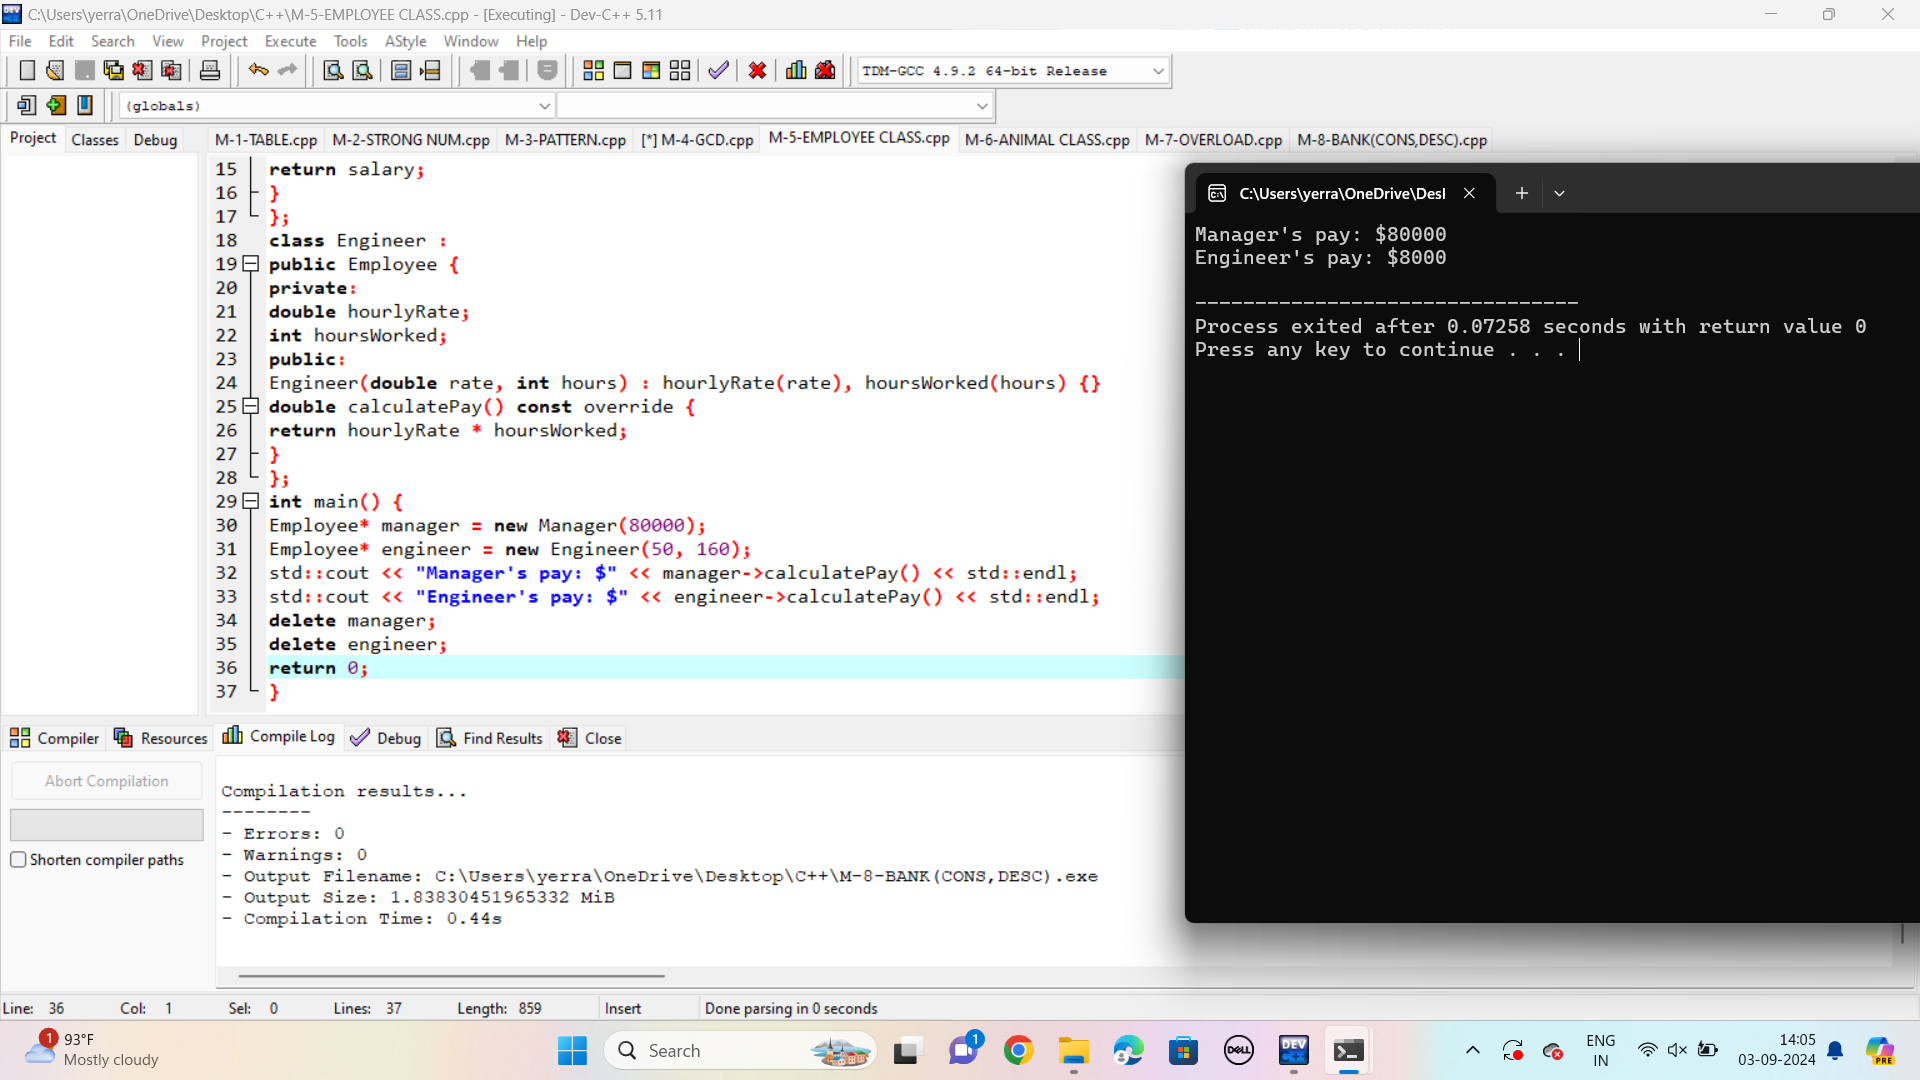 C:\Users\yerra\OneDrive\Desktop\C++\M-5-EMPLOYEE CLASS.cpp - [Executing] - Dev-C++ 5.11
File Edit Search View Project Execute Tools AStyle Window Help
TDM-GCC 4.9.2 64-bit Release
(globals)
Project Classes Debug
M-1-TABLE.cpp M-2-STRONG NUM.cpp M-3-PATTERN.cpp [*] M-4-GCD.cpp M-5-EMPLOYEE CLASS.cpp M-6-ANIMAL CLASS.cpp M-7-OVERLOAD.cpp M-8-BANK(CONS,DESC).cpp
15 return salary;
16 }
17 };
18 class Engineer :
19 public Employee {
20 private:
21 double hourlyRate;
22 int hoursWorked;
23 public:
24 Engineer(double rate, int hours) : hourlyRate(rate), hoursWorked(hours) {}
25 double calculatePay() const override {
26 return hourlyRate * hoursWorked;
27 }
28 };
29 int main() {
30 Employee* manager = new Manager(80000);
31 Employee* engineer = new Engineer(50, 160);
32 std::cout << "Manager's pay: $" << manager->calculatePay() << std::endl;
33 std::cout << "Engineer's pay: $" << engineer->calculatePay() << std::endl;
34 delete manager;
35 delete engineer;
36 return 0;
37 }
C:\Users\yerra\OneDrive\Desl
Manager's pay: $80000
Engineer's pay: $8000
--------------------------------
Process exited after 0.07258 seconds with return value 0
Press any key to continue . . .
Compiler Resources Compile Log Debug Find Results Close
Abort Compilation
Shorten compiler paths
Compilation results...
--------
- Errors: 0
- Warnings: 0
- Output Filename: C:\Users\yerra\OneDrive\Desktop\C++\M-8-BANK(CONS,DESC).exe
- Output Size: 1.83830451965332 MiB
- Compilation Time: 0.44s
Line: 36 Col: 1 Sel: 0 Lines: 37 Length: 859 Insert Done parsing in 0 seconds
1
93°F
Mostly cloudy
Search
1
DELL
DEV
C++
ENG
IN
14:05
03-09-2024
PRE